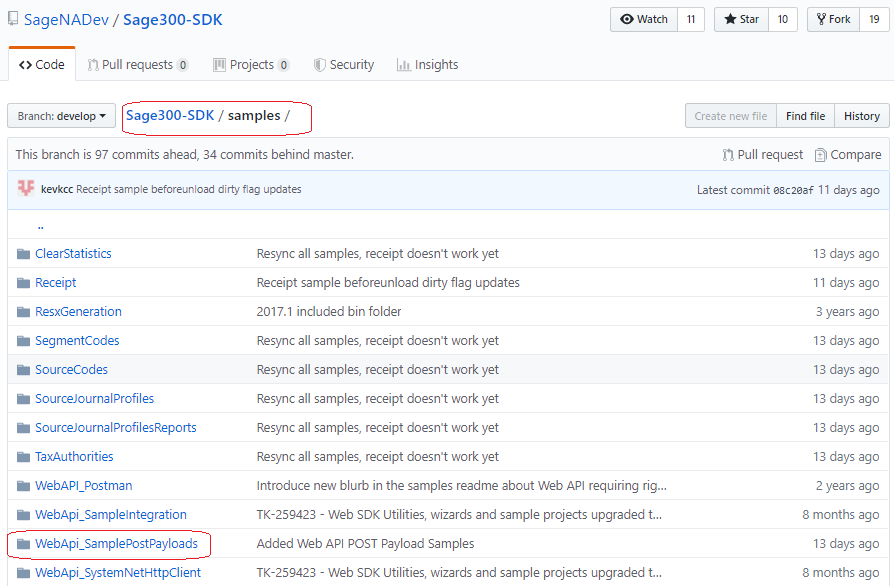 SageNADev / Sage300-SDK
Watch 11 Star 10 Fork 19
Code Pull requests 0 Projects 0 Security Insights
Branch: develop Sage300-SDK / samples / Create new file Find file History
This branch is 97 commits ahead, 34 commits behind master. Pull request Compare
kevkcc Receipt sample beforeunload dirty flag updates Latest commit 08c20af 11 days ago
..
ClearStatistics Resync all samples, receipt doesn't work yet 13 days ago
Receipt Receipt sample beforeunload dirty flag updates 11 days ago
ResxGeneration 2017.1 included bin folder 3 years ago
SegmentCodes Resync all samples, receipt doesn't work yet 13 days ago
SourceCodes Resync all samples, receipt doesn't work yet 13 days ago
SourceJournalProfiles Resync all samples, receipt doesn't work yet 13 days ago
SourceJournalProfilesReports Resync all samples, receipt doesn't work yet 13 days ago
TaxAuthorities Resync all samples, receipt doesn't work yet 13 days ago
WebAPI_Postman Introduce new blurb in the samples readme about Web API requiring rig... 2 years ago
WebApi_SampleIntegration TK-259423 - Web SDK Utilities, wizards and sample projects upgraded t... 8 months ago
WebApi_SamplePostPayloads Added Web API POST Payload Samples 13 days ago
WebApi_SystemNetHttpClient TK-259423 - Web SDK Utilities, wizards and sample projects upgraded t... 8 months ago